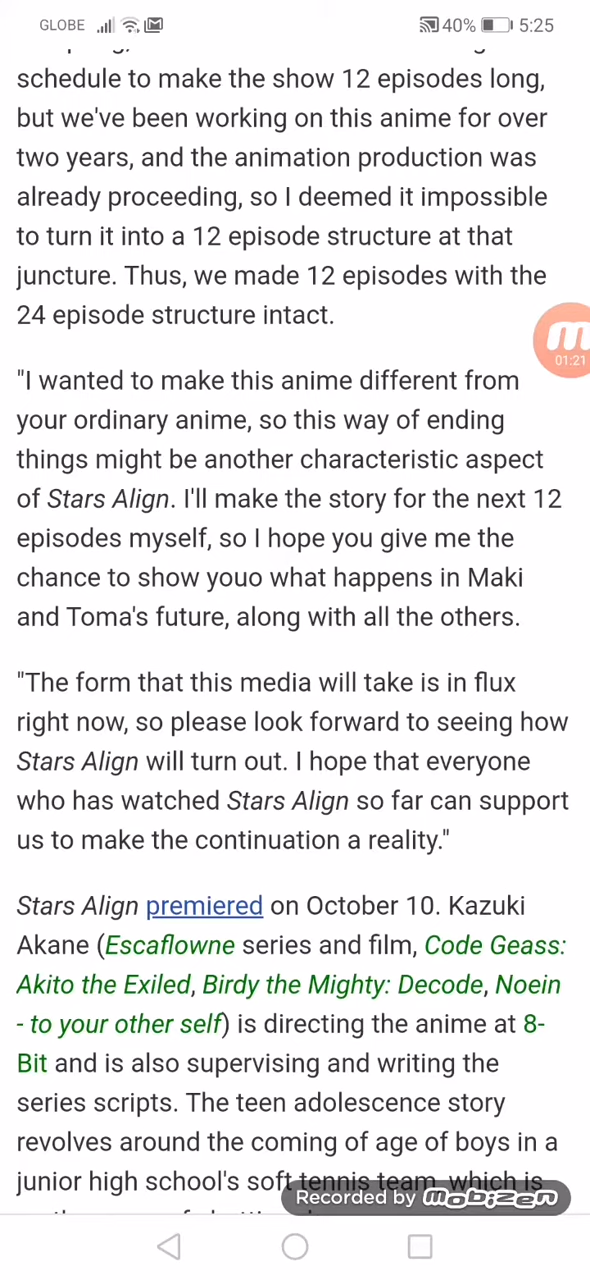 GLOBE 40% 5:25
schedule to make the show 12 episodes long,
but we've been working on this anime for over
two years, and the animation production was
already proceeding, so I deemed it impossible
to turn it into a 12 episode structure at that
juncture. Thus, we made 12 episodes with the
24 episode structure intact.
"I wanted to make this anime different from
your ordinary anime, so this way of ending
things might be another characteristic aspect
of Stars Align. I'll make the story for the next 12
episodes myself, so I hope you give me the
chance to show youo what happens in Maki
and Toma's future, along with all the others.
"The form that this media will take is in flux
right now, so please look forward to seeing how
Stars Align will turn out. I hope that everyone
who has watched Stars Align so far can support
us to make the continuation a reality."
Stars Align premiered on October 10. Kazuki
Akane (Escaflowne series and film, Code Geass:
Akito the Exiled, Birdy the Mighty: Decode, Noein
- to your other self) is directing the anime at 8-
Bit and is also supervising and writing the
series scripts. The teen adolescence story
revolves around the coming of age of boys in a
junior high school's soft tennis team, which is
01:21
Recorded by mobizen